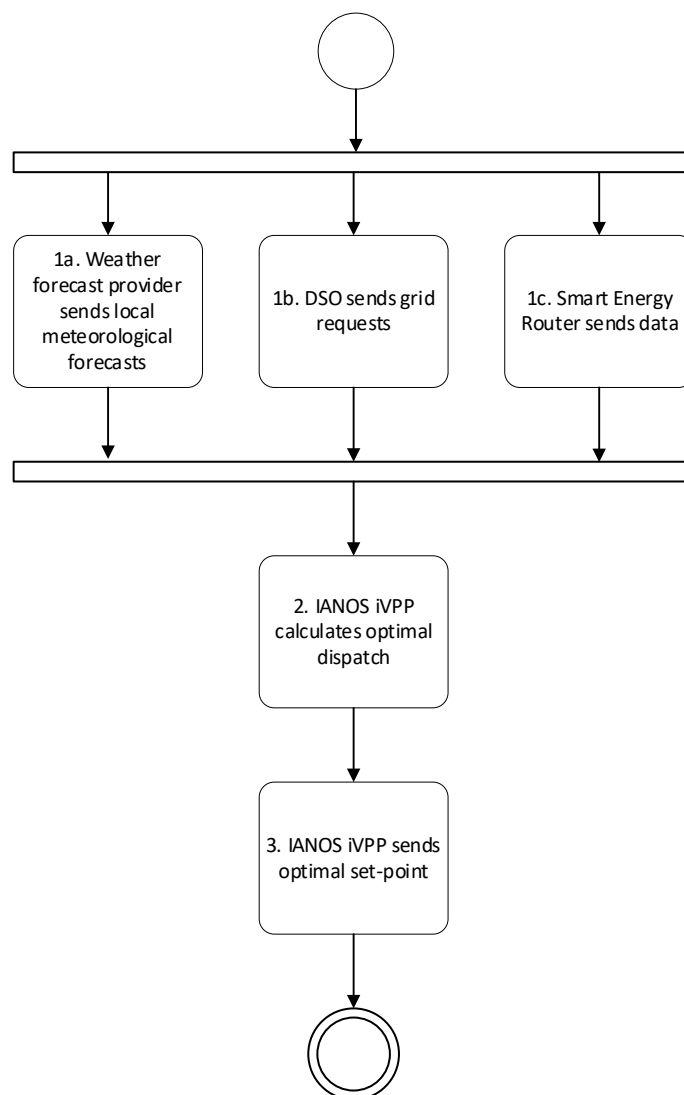 1a. Weather
forecast provider
sends local
meteorological
forecasts
1b. DSO sends grid
requests
1c. Smart Energy
Router sends data
2. IANOS iVPP
calculates optimal
dispatch
3. IANOS iVPP sends
optimal set-point